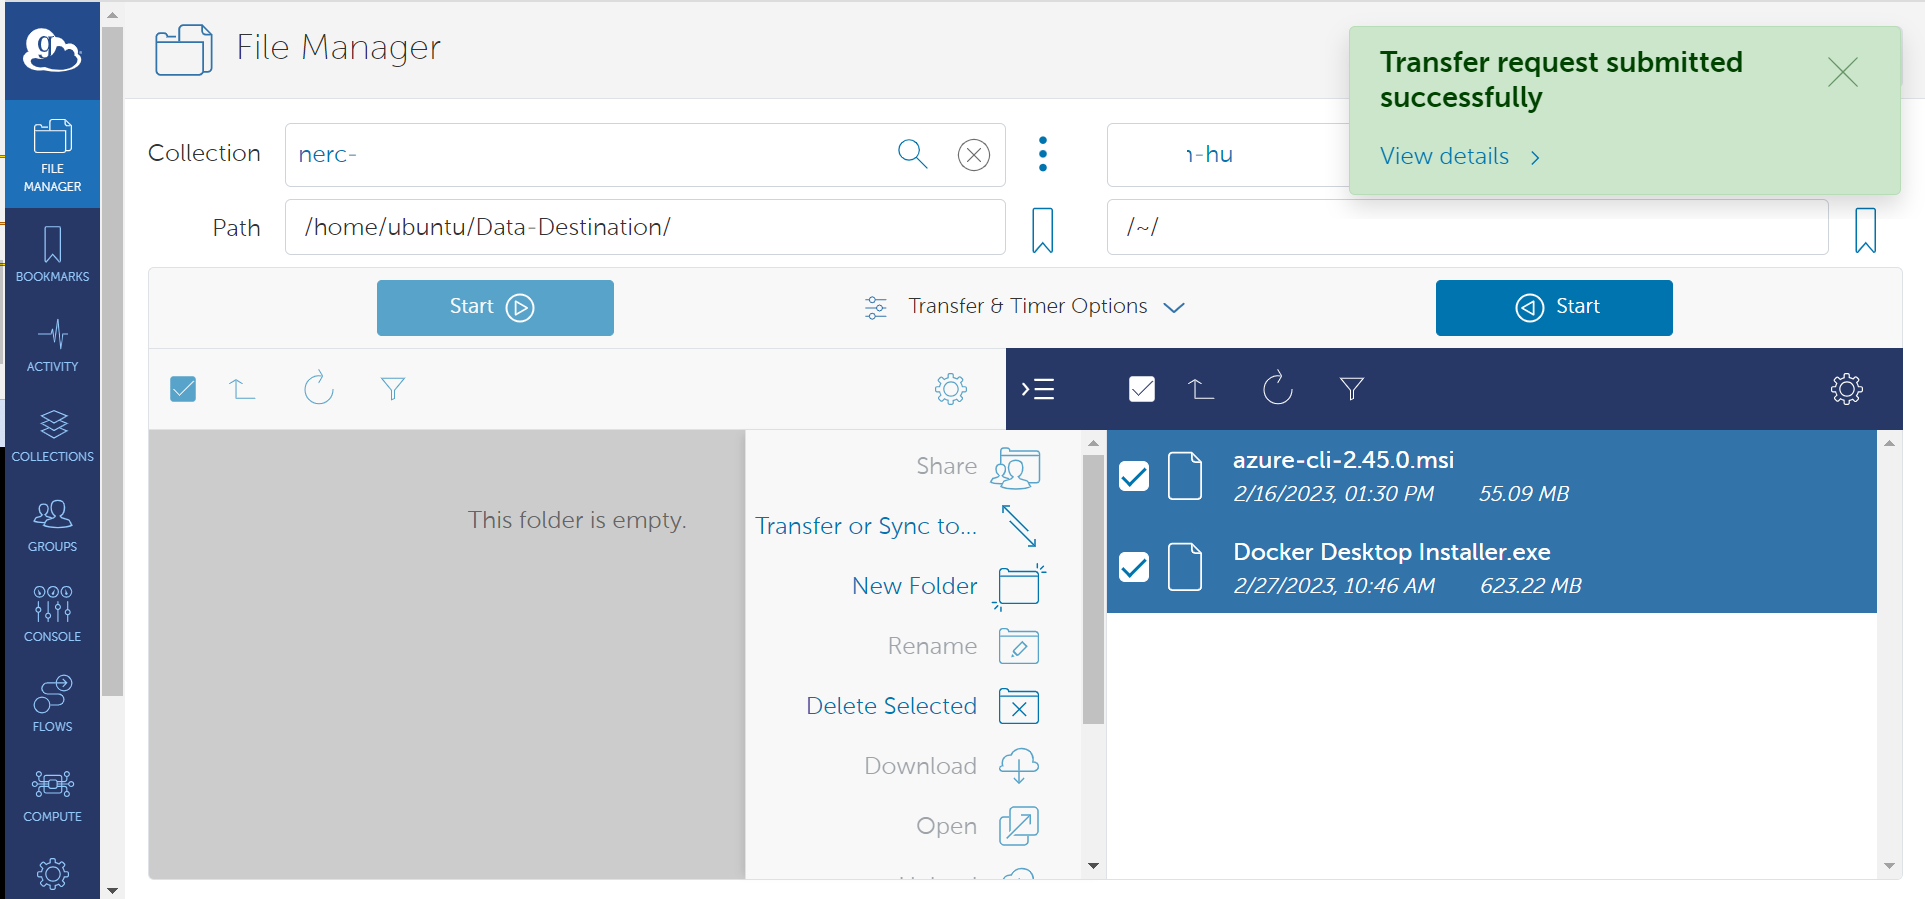 g
File Manager
Transfer request submitted
successfully
View details
FILE
MANAGER
BOOKMARKS
ACTIVITY
COLLECTIONS
GROUPS
CONSOLE
FLOWS
COMPUTE
Collection
nerc-
-hu
Path
/home/ubuntu/Data-Destination/
/~/
Start
Transfer & Timer Options
Start
This folder is empty.
Share
Transfer or Sync to...
New Folder
Rename
Delete Selected
Download
Open
azure-cli-2.45.0.msi
2/16/2023, 01:30 PM 55.09 MB
Docker Desktop Installer.exe
2/27/2023, 10:46 AM 623.22 MB